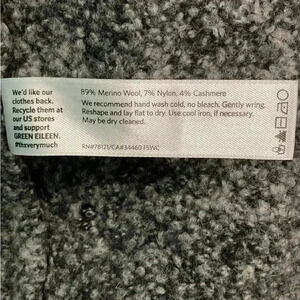 We'd like our
clothes back.
Recycle them at
our US stores
and support
GREEN EILEEN.
#thxverymuch
89% Merino Wool, 7% Nylon, 4% Cashmere
We recommend hand wash cold, no bleach. Gently wring.
Reshape and lay flat to dry. Use cool iron, if necessary.
May be dry cleaned.
RN#78121/CA#34460 FSWC